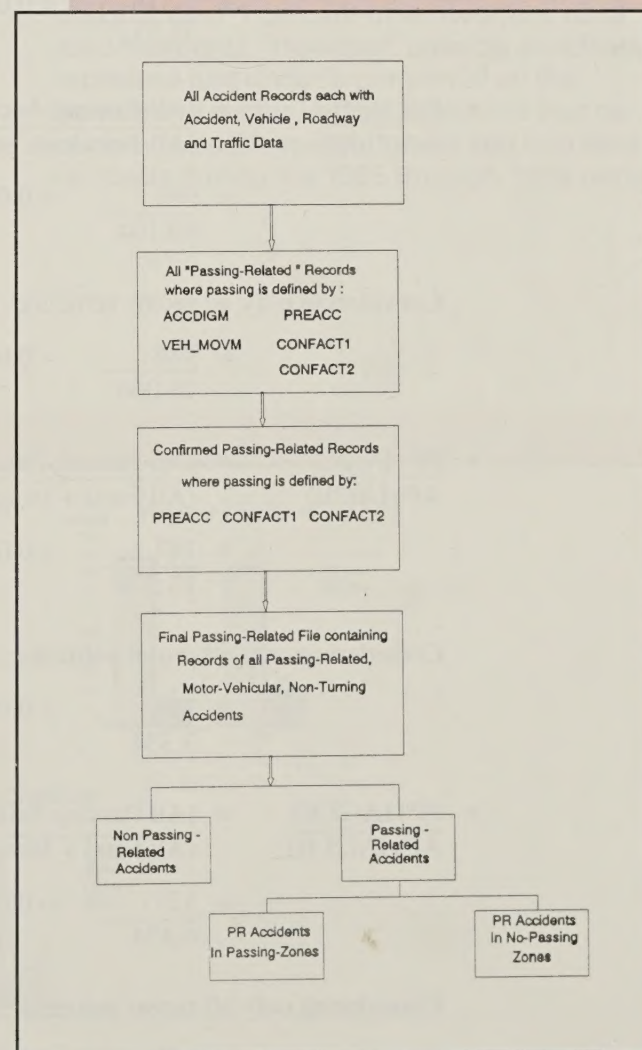 All Accident Records each with
Accident, Vehicle , Roadway
and Traffic Data
All "Passing-Related " Records
where passing is defined by :
ACCDIGM PREACC
VEH_MOVM CONFACT1
CONFACT2
Confirmed Passing-Related Records
where passing is defined by:
PREACC CONFACT1 CONFACT2
Final Passing-Related File containing
Records of all Passing-Related,
Motor-Vehicular, Non-Turning
Accidents
Non Passing -
Related
Accidents
Passing -
Related
Accidents
PR Accidents
In Passing-Zones
PR Accidents
In No-Passing
Zones